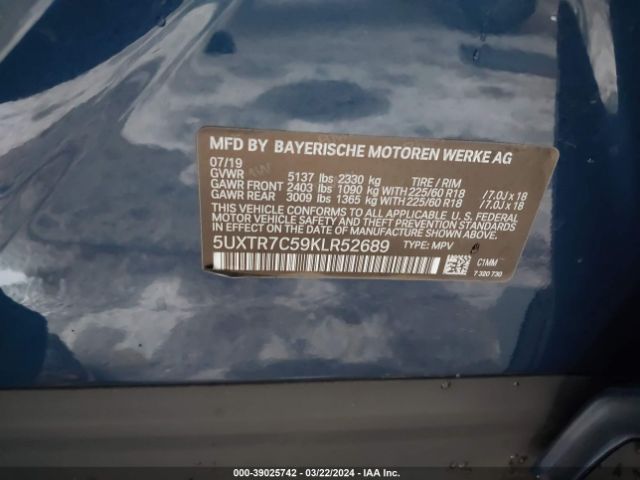 MFD BY BAYERISCHE MOTOREN WERKE AG
07/19
GVWR 5137 lbs 2330 kg TIRE / RIM
GAWR FRONT 2403 lbs 1090 kg WITH 225/60 R18 / 7.0J x 18
GAWR REAR 3009 lbs 1365 kg WITH 225/60 R18 / 7.0J x 18
THIS VEHICLE CONFORMS TO ALL APPLICABLE U.S. FEDERAL
MOTOR VEHICLE SAFETY, BUMPER, AND THEFT PREVENTION STANDARDS
IN EFFECT ON THE DATE OF MANUFACTURE SHOWN ABOVE.
5UXTR7C59KLR52689 TYPE: MPV
C1MM
7 320 730
000-39025742 - 03/22/2024 - IAA Inc.